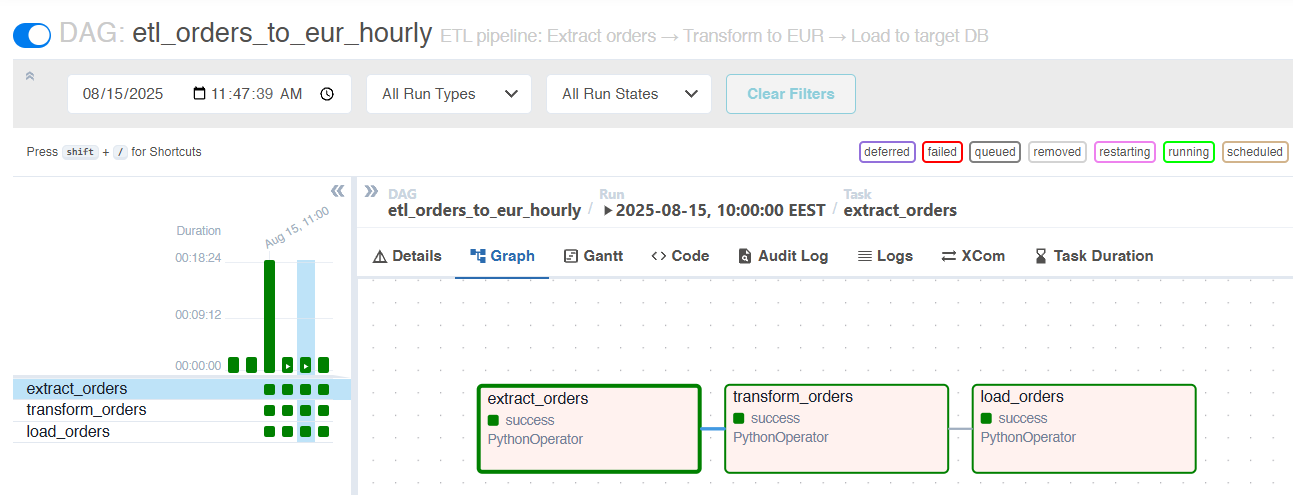 DAG: etl_orders_to_eur_hourly ETL pipeline: Extract orders → Transform to EUR → Load to target DB
08/15/2025 11:47:39 AM All Run Types All Run States Clear Filters
Press shift + / for Shortcuts deferred failed queued removed restarting running scheduled
DAG Run Task
etl_orders_to_eur_hourly / 2025-08-15, 10:00:00 EEST / extract_orders
Details Graph Gantt Code Audit Log Logs XCom Task Duration
Aug 15, 11:00
Duration
00:18:24
00:09:12
00:00:00
extract_orders
transform_orders
load_orders
extract_orders
success
PythonOperator
transform_orders
success
PythonOperator
load_orders
success
PythonOperator